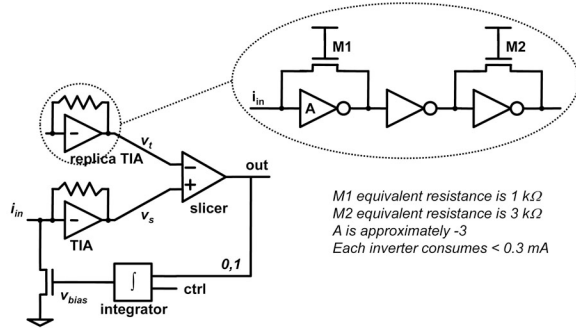 M1
M2
i_in
A
replica TIA
v_t
out
slicer
i_in
v_s
TIA
0,1
v_bias
∫
ctrl
integrator
M1 equivalent resistance is 1 kΩ
M2 equivalent resistance is 3 kΩ
A is approximately -3
Each inverter consumes < 0.3 mA